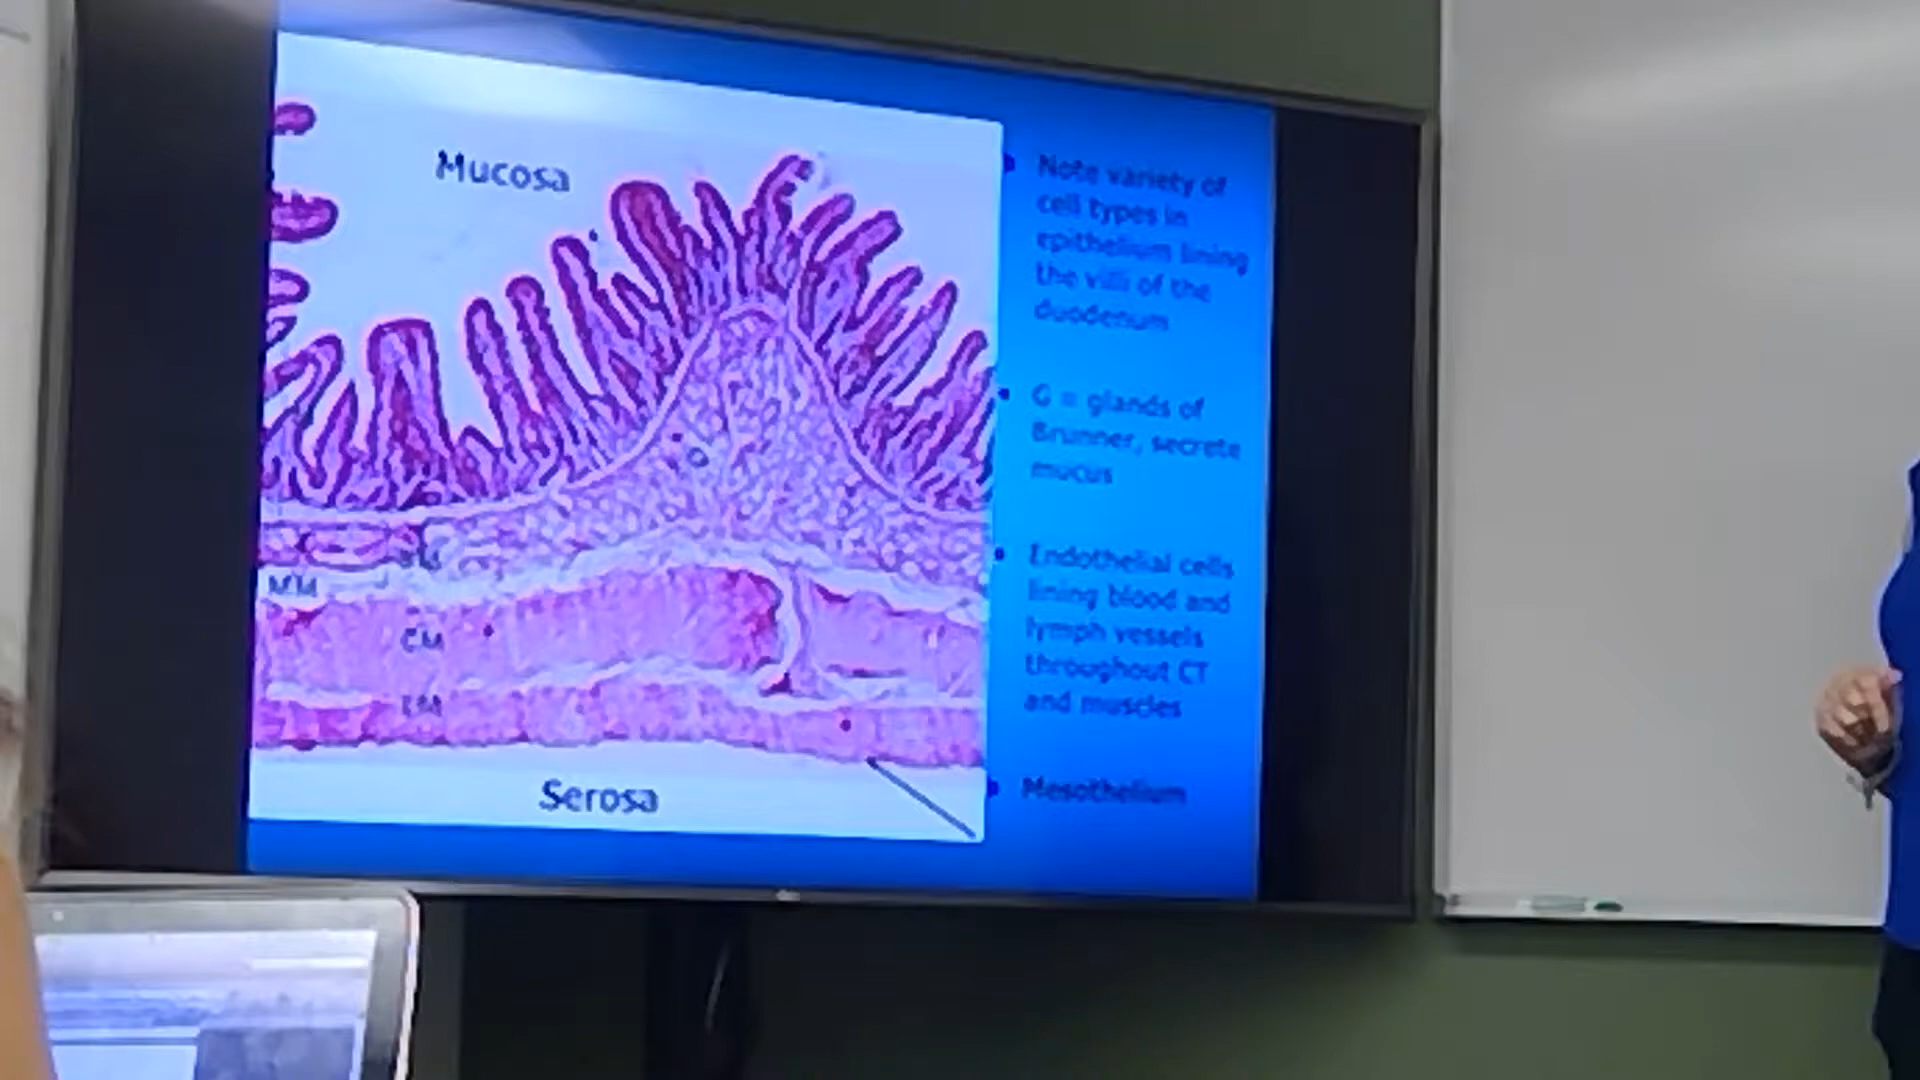 Mucosa
G
MM
CM
LM
Serosa
Note variety of
cell types in
epithelium lining
the villi of the
duodenum
G = glands of
Brunner, secrete
mucus
Endothelial cells
lining blood and
lymph vessels
throughout CT
and muscles
Mesothelium